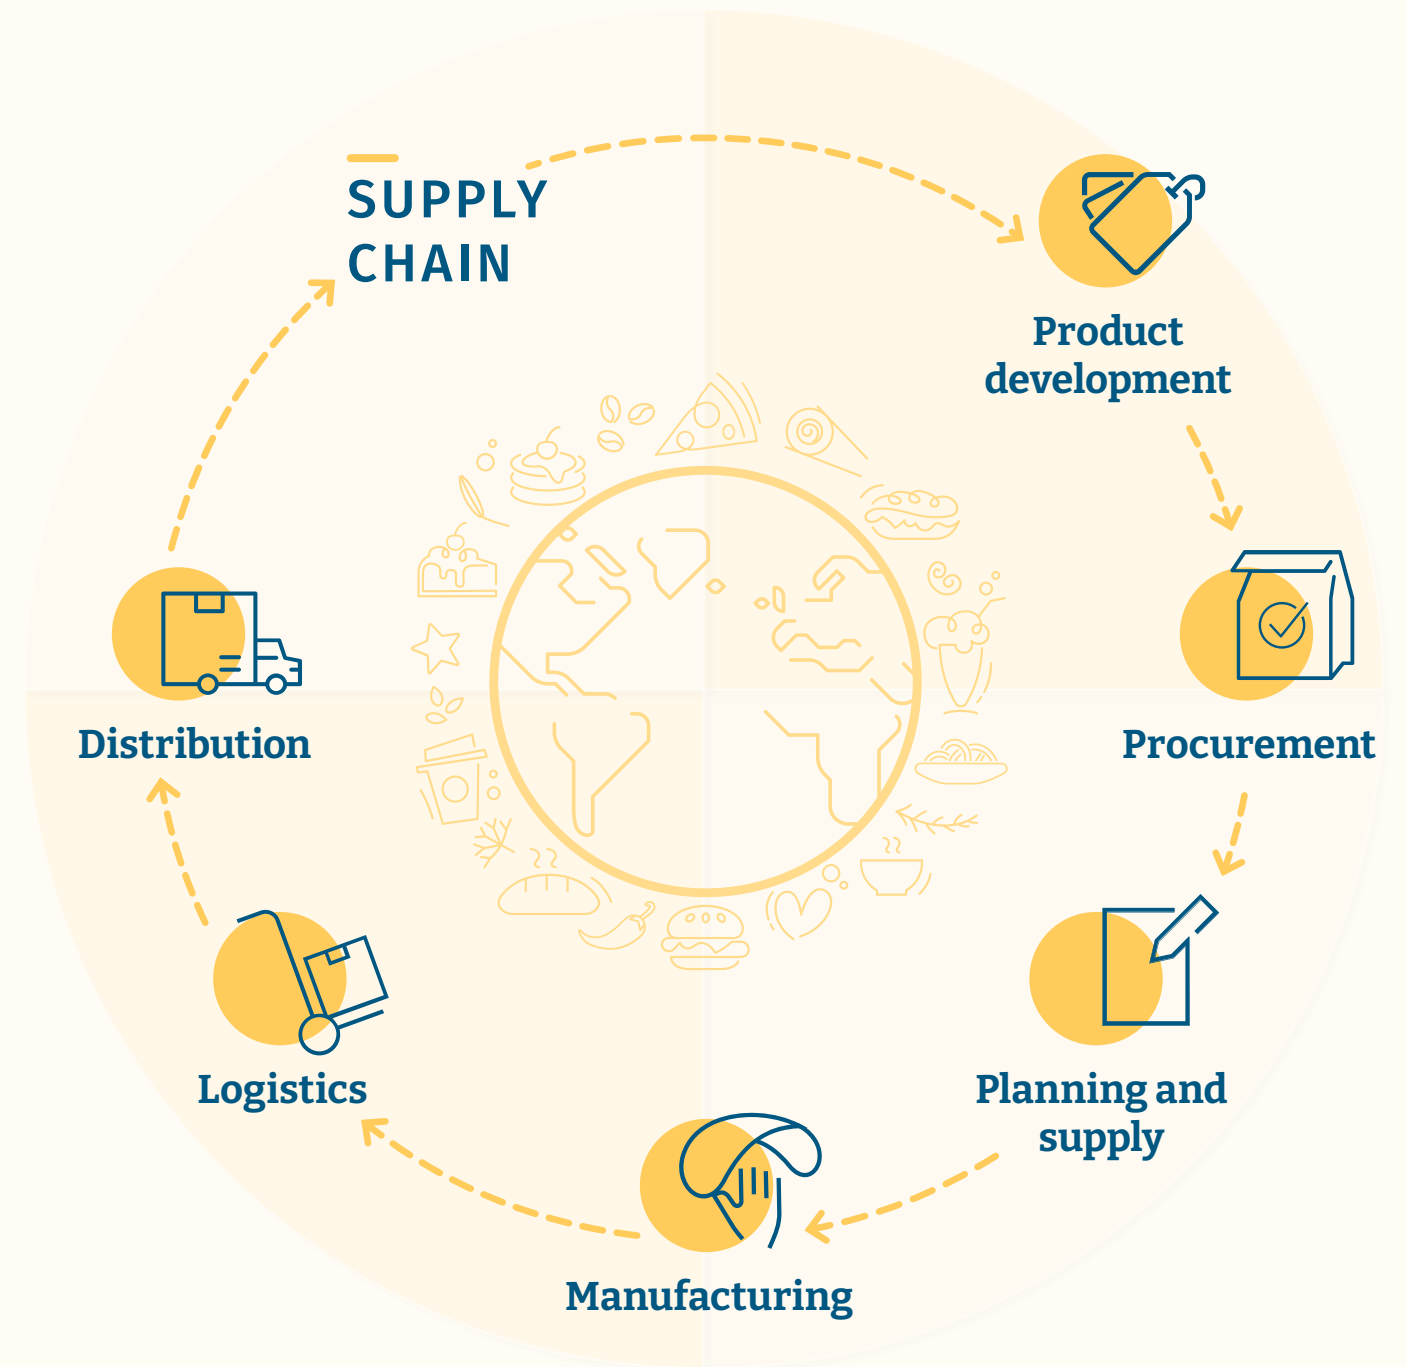 SUPPLY
CHAIN
Product
development
Procurement
Planning and
supply
Manufacturing
Logistics
Distribution